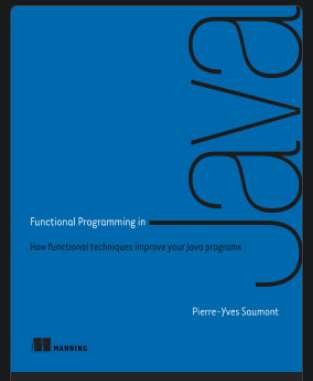 Java
Functional Programming in
How functional techniques improve your Java programs
Pierre-Yves Saumont
MANNING